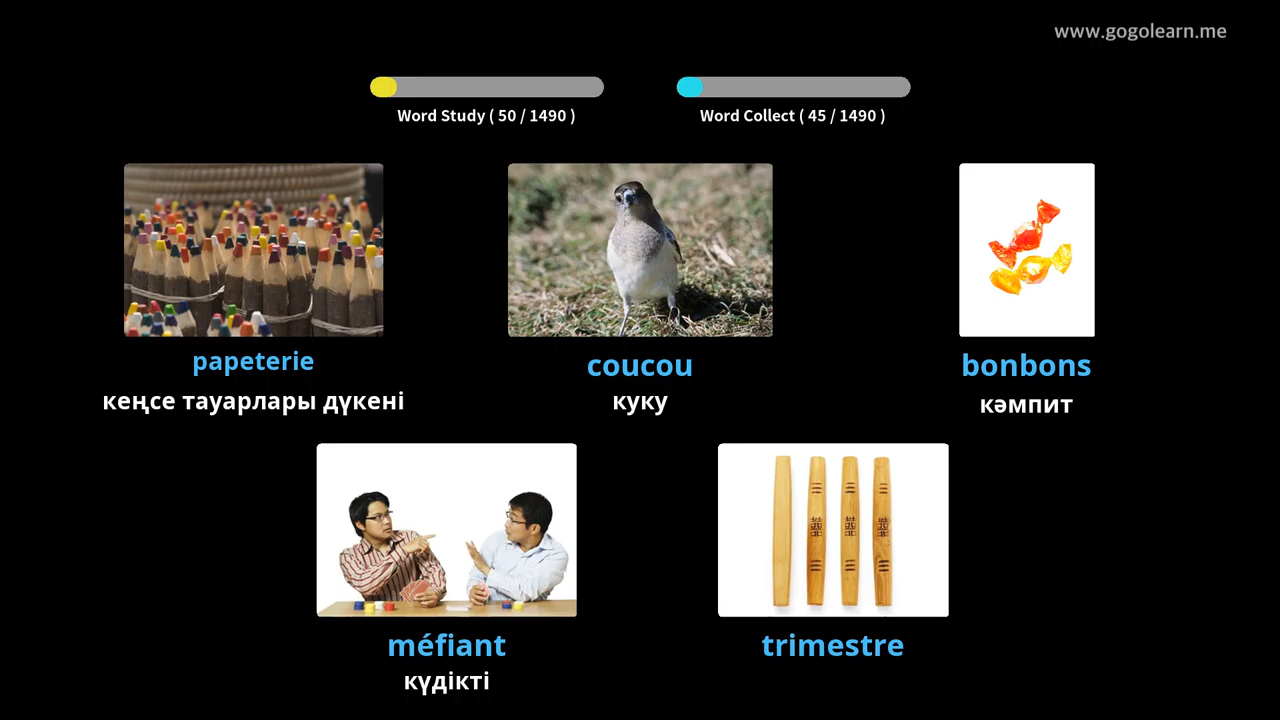 www.gogolearn.me
Word Study ( 50 / 1490 )
Word Collect ( 45 / 1490 )
papeterie
кеңсе тауарлары дүкені
coucou
куку
bonbons
кәмпит
méfiant
күдікті
trimestre